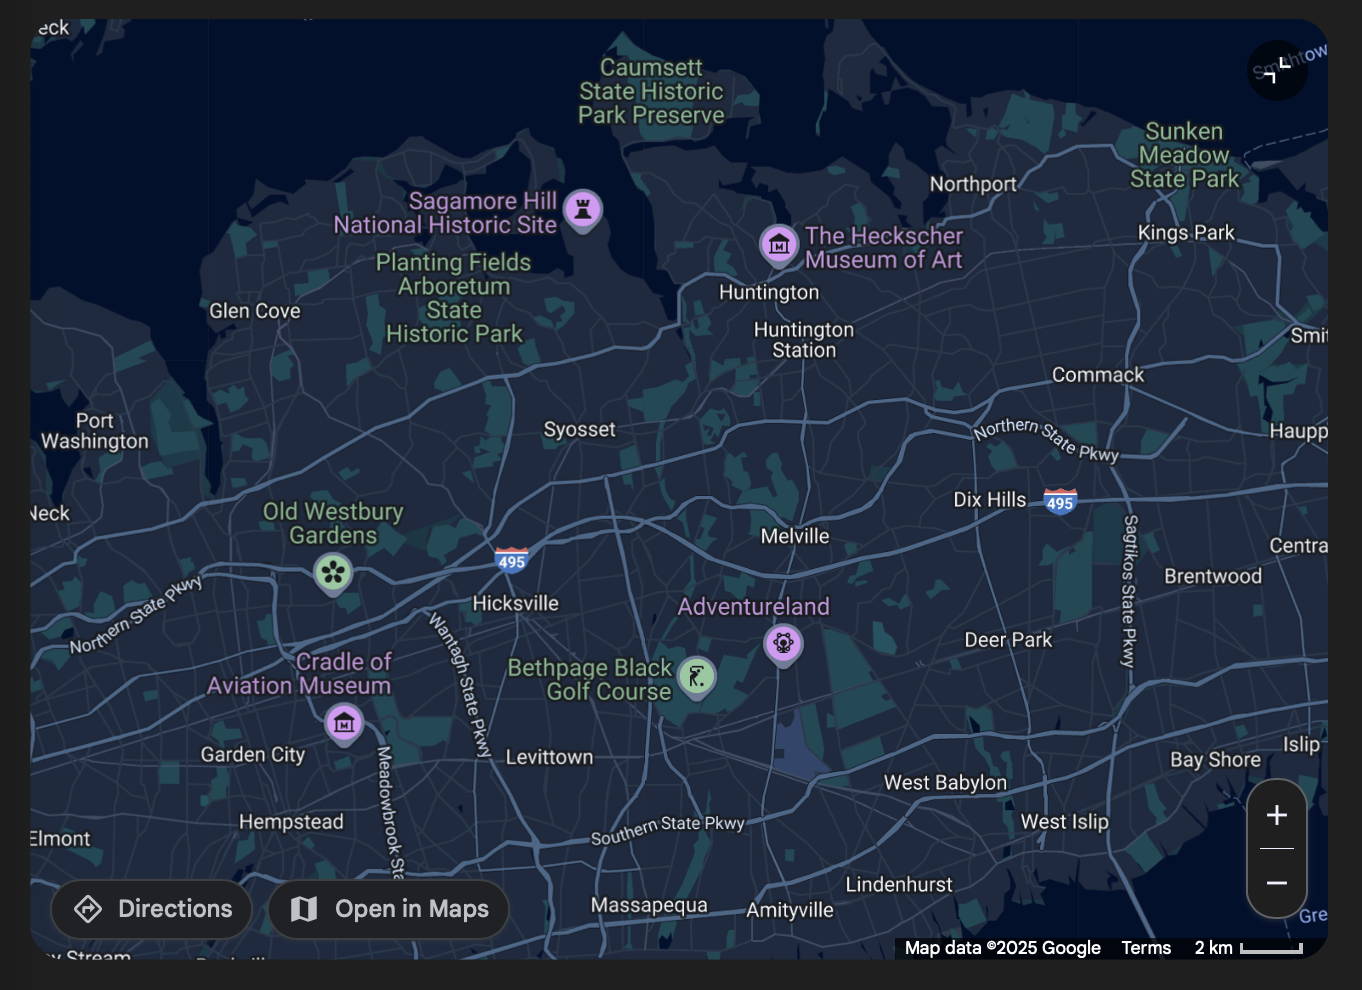 eck
Caumsett
State Historic
Park Preserve
Smithtow
Sunken
Meadow
State Park
Northport
Sagamore Hill
National Historic Site
Kings Park
The Heckscher
Museum of Art
Planting Fields
Arboretum
State
Historic Park
Huntington
Glen Cove
Huntington
Station
Smit
Commack
Port
Washington
Syosset
Northern State Pkwy
Haupp
Dix Hills
495
Neck
Old Westbury
Gardens
Melville
Sagtikos State Pkwy
Centra
495
Brentwood
Northern State Pkwy
Hicksville
Adventureland
Wantagh State Pkwy
Deer Park
Cradle of
Aviation Museum
Bethpage Black
Golf Course
Garden City
Levittown
Meadowbrook Sta
Islip
Bay Shore
West Babylon
Hempstead
Southern State Pkwy
West Islip
Elmont
Lindenhurst
Massapequa
Amityville
Gre
Directions
Open in Maps
Map data ©2025 Google
Terms
2 km
y Stream